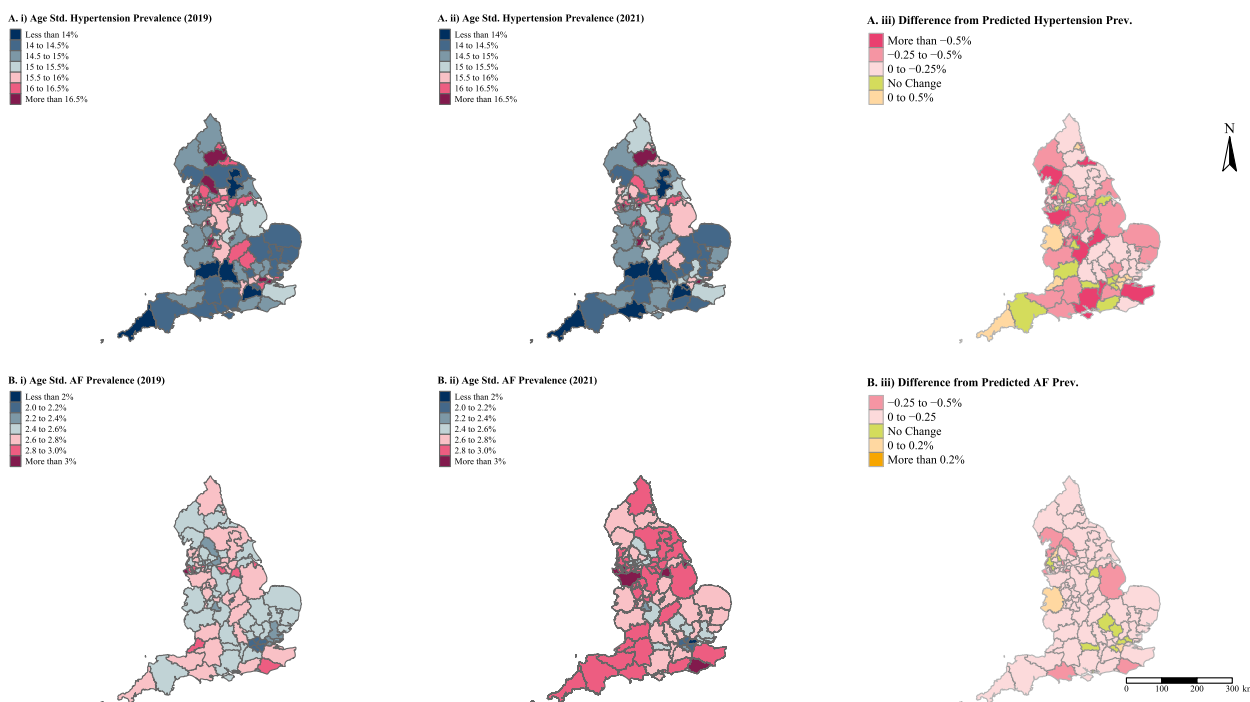 A. i) Age Std. Hypertension Prevalence (2019)
Less than 14%
14 to 14.5%
14.5 to 15%
15 to 15.5%
15.5 to 16%
16 to 16.5%
More than 16.5%
A. ii) Age Std. Hypertension Prevalence (2021)
Less than 14%
14 to 14.5%
14.5 to 15%
15 to 15.5%
15.5 to 16%
16 to 16.5%
More than 16.5%
A. iii) Difference from Predicted Hypertension Prev.
More than −0.5%
−0.25 to −0.5%
0 to −0.25%
No Change
0 to 0.5%
N
B. i) Age Std. AF Prevalence (2019)
Less than 2%
2.0 to 2.2%
2.2 to 2.4%
2.4 to 2.6%
2.6 to 2.8%
2.8 to 3.0%
More than 3%
B. ii) Age Std. AF Prevalence (2021)
Less than 2%
2.0 to 2.2%
2.2 to 2.4%
2.4 to 2.6%
2.6 to 2.8%
2.8 to 3.0%
More than 3%
B. iii) Difference from Predicted AF Prev.
−0.25 to −0.5%
0 to −0.25
No Change
0 to 0.2%
More than 0.2%
0 100 200 300 kr